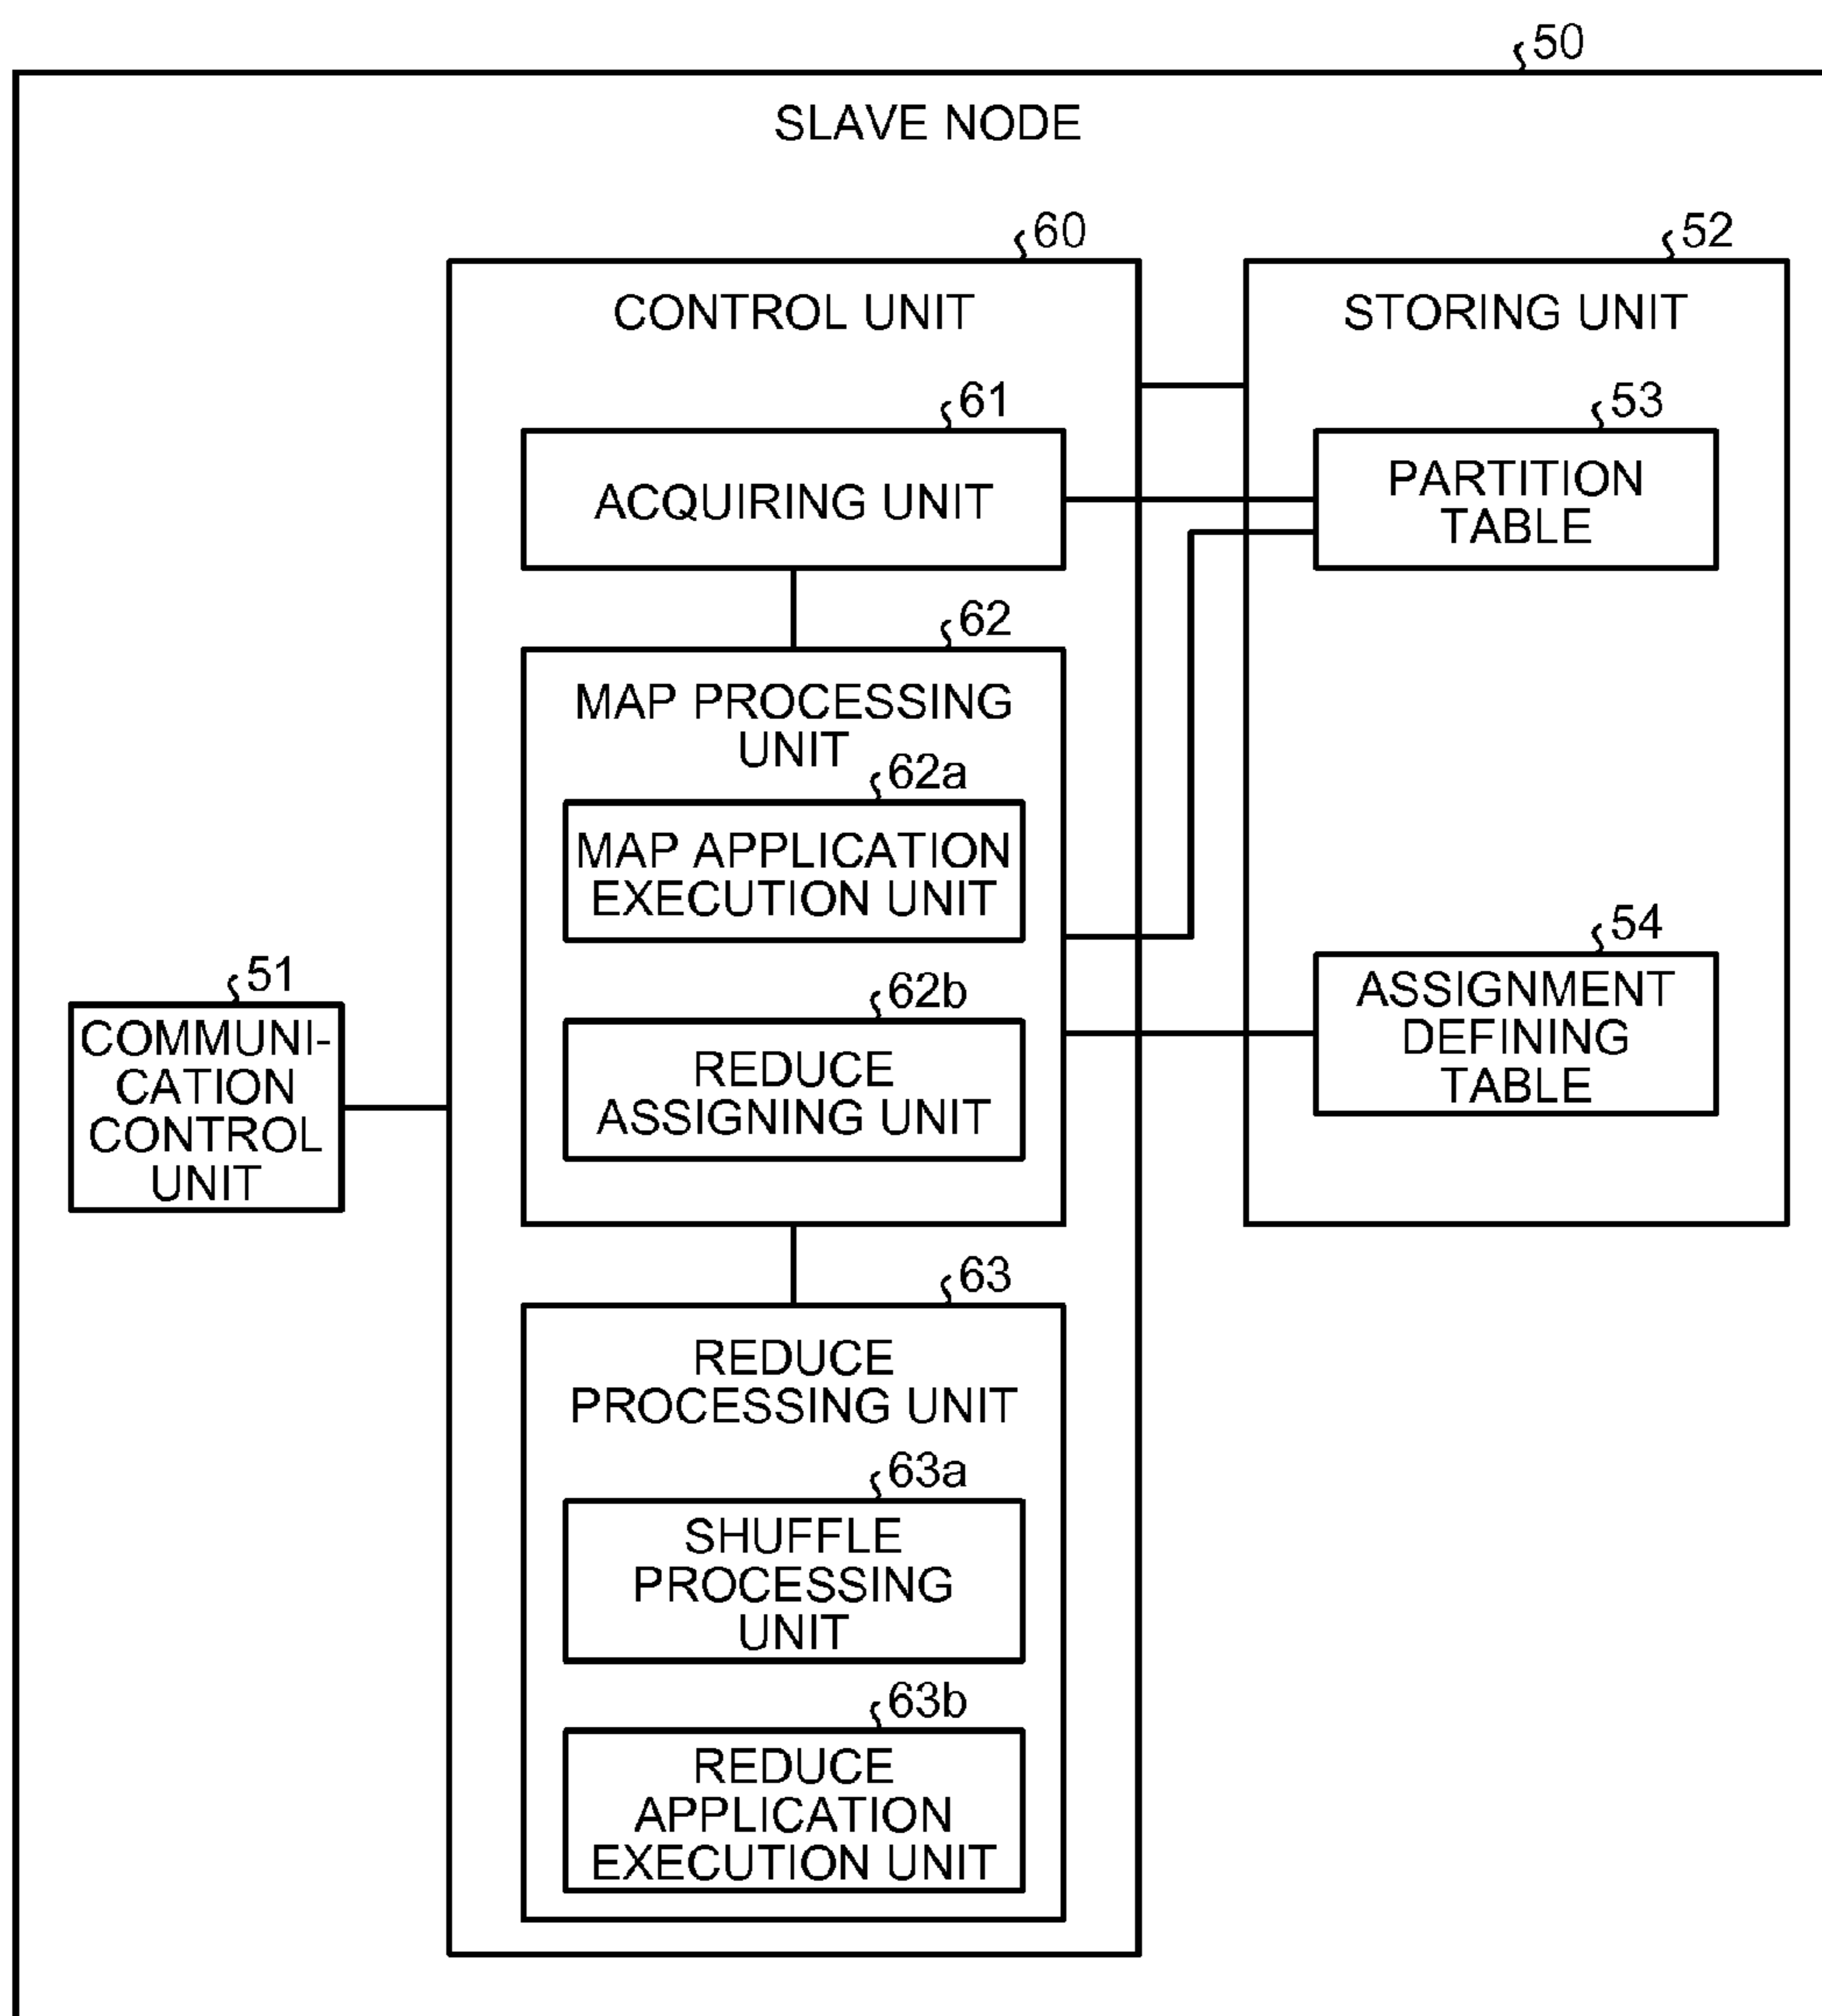 50
SLAVE NODE
60
CONTROL UNIT
52
STORING UNIT
61
ACQUIRING UNIT
53
PARTITION
TABLE
62
MAP PROCESSING
UNIT
62a
MAP APPLICATION
EXECUTION UNIT
62b
REDUCE
ASSIGNING UNIT
54
ASSIGNMENT
DEFINING
TABLE
51
COMMUNI-
CATION
CONTROL
UNIT
63
REDUCE
PROCESSING UNIT
63a
SHUFFLE
PROCESSING
UNIT
63b
REDUCE
APPLICATION
EXECUTION UNIT